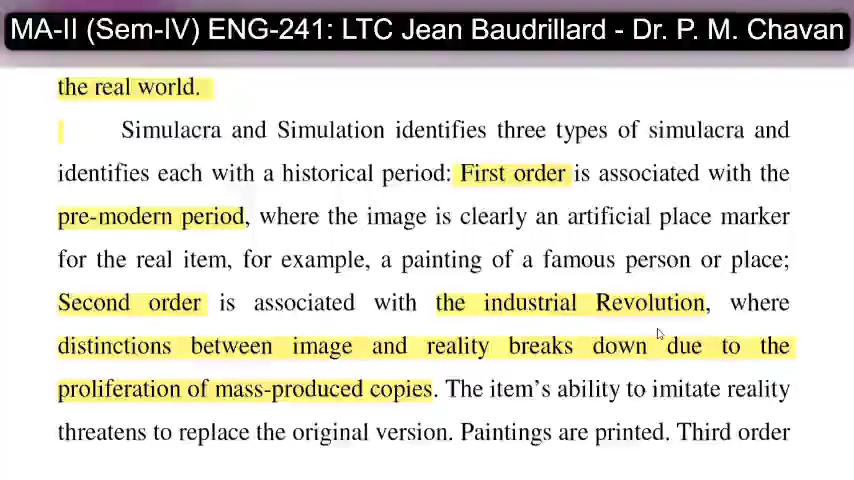 MA-II (Sem-IV) ENG-241: LTC Jean Baudrillard - Dr. P. M. Chavan
the real world.
Simulacra and Simulation identifies three types of simulacra and
identifies each with a historical period: First order is associated with the
pre-modern period, where the image is clearly an artificial place marker
for the real item, for example, a painting of a famous person or place;
Second order is associated with the industrial Revolution, where
distinctions between image and reality breaks down due to the
proliferation of mass-produced copies. The item's ability to imitate reality
threatens to replace the original version. Paintings are printed. Third order